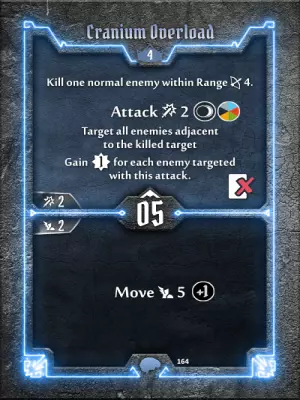 Cranium Overload
4
Kill one normal enemy within Range 4.
Attack 2
Target all enemies adjacent
to the killed target
Gain 1 for each enemy targeted
with this attack.
2
05
2
Move 5 +1
164